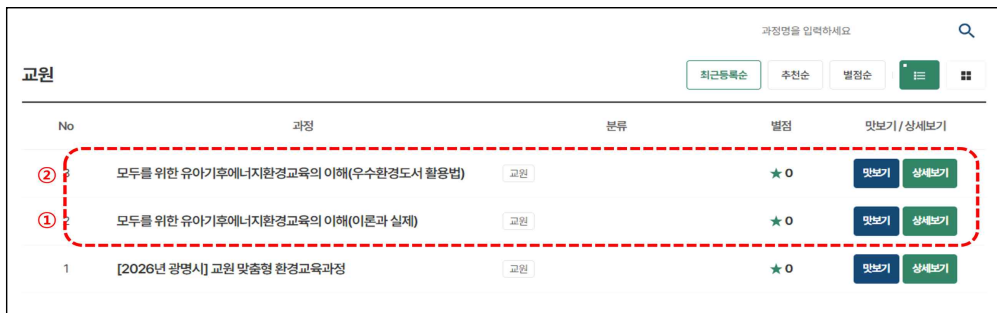 과정명을 입력하세요
교원
최근등록순 추천순 별점순
No 과정 분류 별점 맛보기 / 상세보기
② 3 모두를 위한 유아기후에너지환경교육의 이해(우수환경도서 활용법) 교원 ★ 0 맛보기 상세보기
① 2 모두를 위한 유아기후에너지환경교육의 이해(이론과 실제) 교원 ★ 0 맛보기 상세보기
1 [2026년 광명시] 교원 맞춤형 환경교육과정 교원 ★ 0 맛보기 상세보기